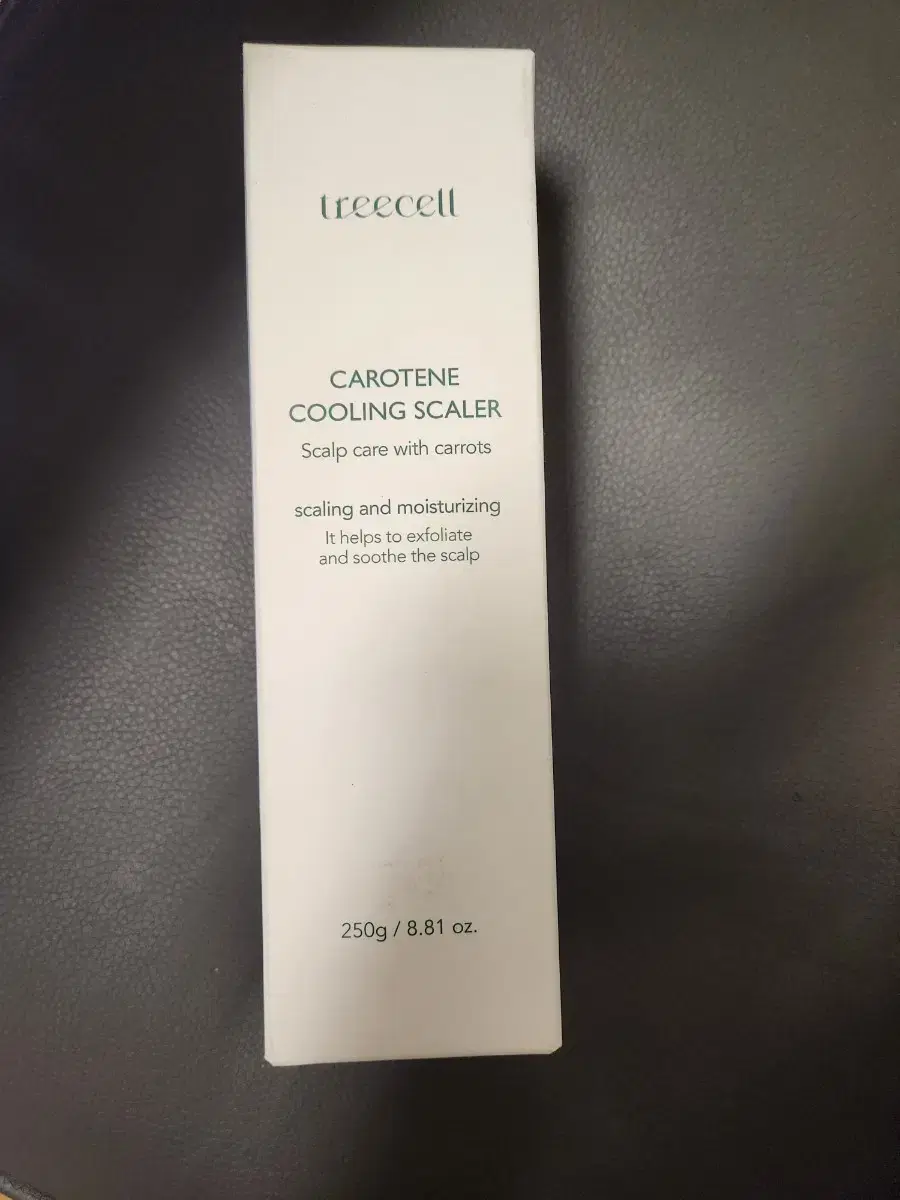 treecell
CAROTENE
COOLING SCALER
Scalp care with carrots
scaling and moisturizing
It helps to exfoliate
and soothe the scalp
250g / 8.81 oz.